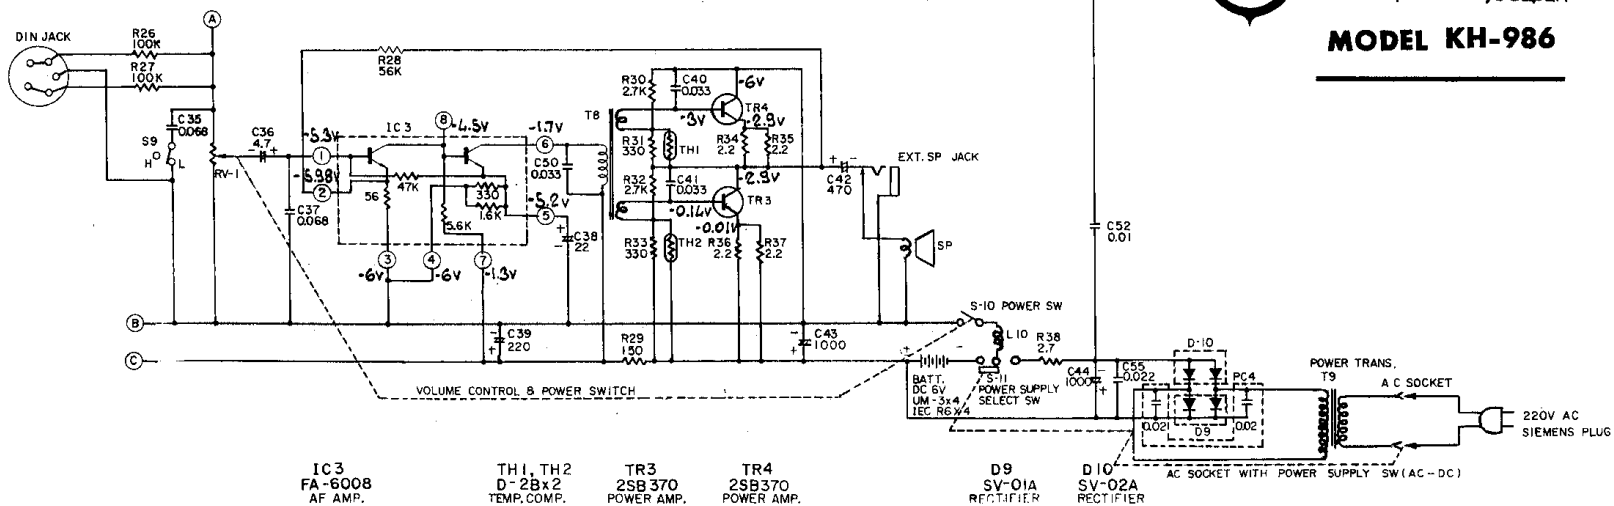 MODEL KH-986
A
DIN JACK
R26
100K
R27
100K
R28
56K
C35
0.068
S9
H
L
RV-1
C36
4.7
C37
0.068
-5.3V
1
-5.98V
2
IC3
8
-4.5V
47K
56
330
1.6K
5.6K
3
-6V
4
-6V
7
-1.3V
-1.7V
6
C50
0.033
-5.2V
5
C38
22
T8
R30
2.7K
C40
0.033
-6V
TR4
-3V
-2.9V
R31
330
TH1
R34
2.2
R35
2.2
R32
2.7K
C41
0.033
-2.9V
TR3
-0.14V
-0.01V
R33
330
TH2
R36
2.2
R37
2.2
C42
470
EXT. SP JACK
SP
C52
0.01
B
C
C39
220
R29
150
C43
1000
S-10 POWER SW
L10
R38
2.7
BATT.
DC 6V
UM-3x4
IEC R6X4
S-11
POWER SUPPLY
SELECT SW
C44
1000
C55
0.022
D-10
PC4
0.02
D9
0.02
POWER TRANS.
T9
AC SOCKET
220V AC
SIEMENS PLUG
VOLUME CONTROL & POWER SWITCH
AC SOCKET WITH POWER SUPPLY SW (AC-DC)
IC3
FA-6008
AF AMP.
TH1, TH2
D-2Bx2
TEMP. COMP.
TR3
2SB370
POWER AMP.
TR4
2SB370
POWER AMP.
D9
SV-01A
RECTIFIER
D10
SV-02A
RECTIFIER